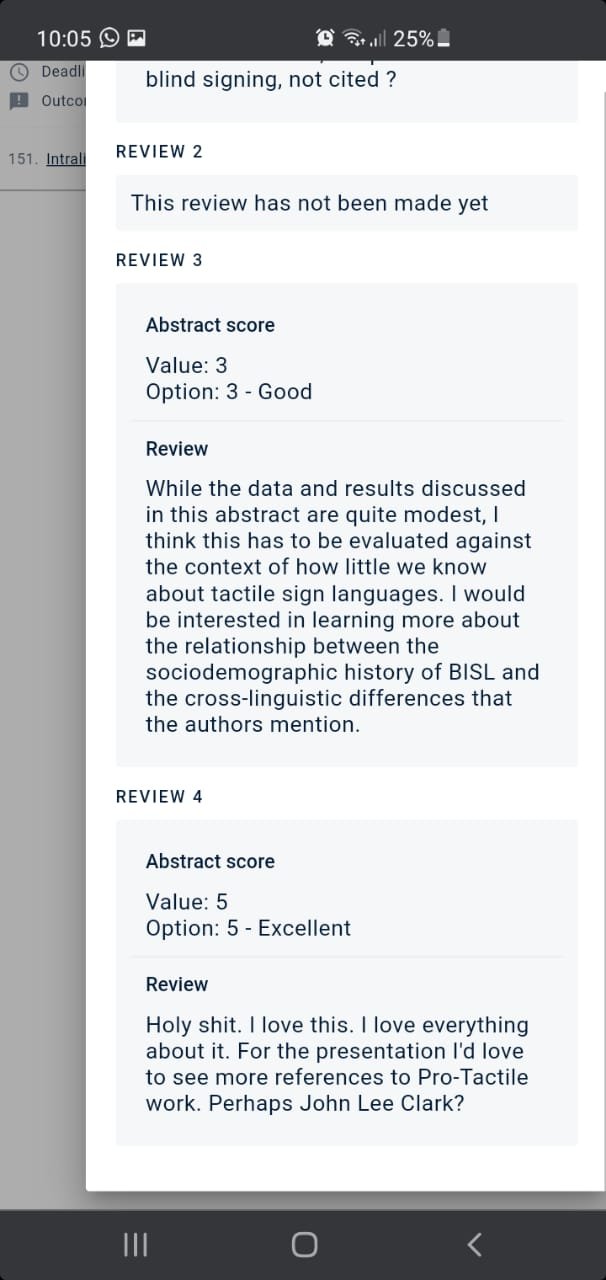 10:05 25%
Deadli
Outco
blind signing, not cited ?
151. Intrali
REVIEW 2
This review has not been made yet
REVIEW 3
Abstract score
Value: 3
Option: 3 - Good
Review
While the data and results discussed
in this abstract are quite modest, I
think this has to be evaluated against
the context of how little we know
about tactile sign languages. I would
be interested in learning more about
the relationship between the
sociodemographic history of BISL and
the cross-linguistic differences that
the authors mention.
REVIEW 4
Abstract score
Value: 5
Option: 5 - Excellent
Review
Holy shit. I love this. I love everything
about it. For the presentation I'd love
to see more references to Pro-Tactile
work. Perhaps John Lee Clark?